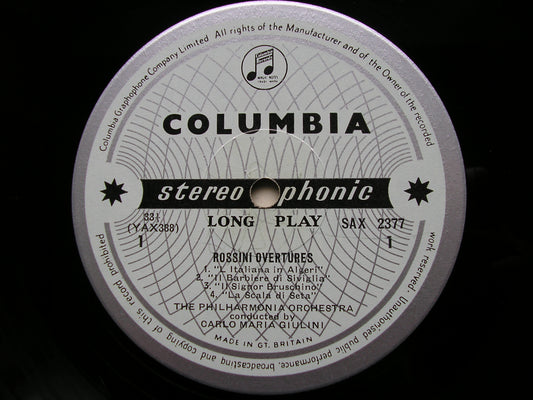 Columbia Graphophone Company Limited. All rights of the Manufacturer and of the Owner of the recorded work reserved. Unauthorised public performance, broadcasting and copying of this record prohibited
COLUMBIA
stereophonic
33⅓ LONG PLAY SAX 2377
(YAX388)
1 1
ROSSINI OVERTURES
1. "L'Italiana in Algeri"
2. "Il Barbiere di Siviglia"
3. "Il Signor Bruschino"
4. "La Scala di Seta"
THE PHILHARMONIA ORCHESTRA
conducted by
CARLO MARIA GIULINI
MADE IN GT. BRITAIN